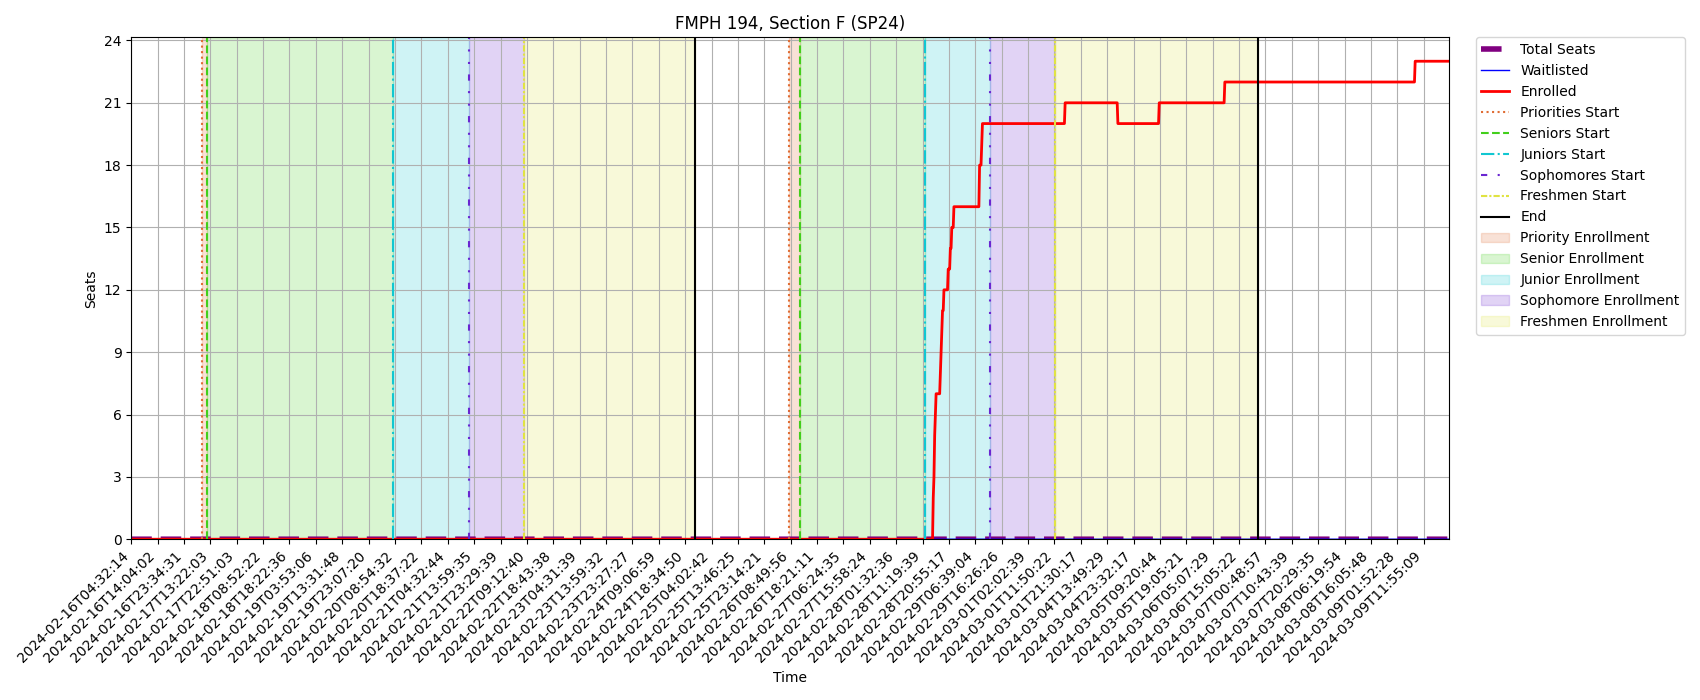 FMPH 194, Section F (SP24)
24
21
18
15
12
9
6
3
0
Seats
2024-02-16T04:32:14
2024-02-16T14:04:02
2024-02-16T23:34:31
2024-02-17T13:22:03
2024-02-17T22:51:03
2024-02-18T08:52:22
2024-02-18T18:22:36
2024-02-19T03:53:06
2024-02-19T13:31:48
2024-02-19T23:07:20
2024-02-20T08:54:32
2024-02-20T18:37:22
2024-02-21T04:32:44
2024-02-21T13:59:35
2024-02-21T23:29:39
2024-02-22T09:12:40
2024-02-22T18:43:38
2024-02-23T04:31:39
2024-02-23T13:59:32
2024-02-23T23:27:27
2024-02-24T09:06:59
2024-02-24T18:34:50
2024-02-25T04:02:42
2024-02-25T13:46:25
2024-02-25T23:14:21
2024-02-26T08:49:56
2024-02-26T18:21:11
2024-02-27T06:24:35
2024-02-27T15:58:24
2024-02-28T01:32:36
2024-02-28T11:19:39
2024-02-28T20:55:17
2024-02-29T06:39:04
2024-02-29T16:26:26
2024-03-01T02:02:39
2024-03-01T11:50:22
2024-03-01T21:30:17
2024-03-04T13:49:29
2024-03-04T23:32:17
2024-03-05T09:20:44
2024-03-05T19:05:21
2024-03-06T05:07:29
2024-03-06T15:05:22
2024-03-07T00:48:57
2024-03-07T10:43:39
2024-03-07T20:29:35
2024-03-08T06:19:54
2024-03-08T16:05:48
2024-03-09T01:52:28
2024-03-09T11:55:09
Time
Total Seats
Waitlisted
Enrolled
Priorities Start
Seniors Start
Juniors Start
Sophomores Start
Freshmen Start
End
Priority Enrollment
Senior Enrollment
Junior Enrollment
Sophomore Enrollment
Freshmen Enrollment